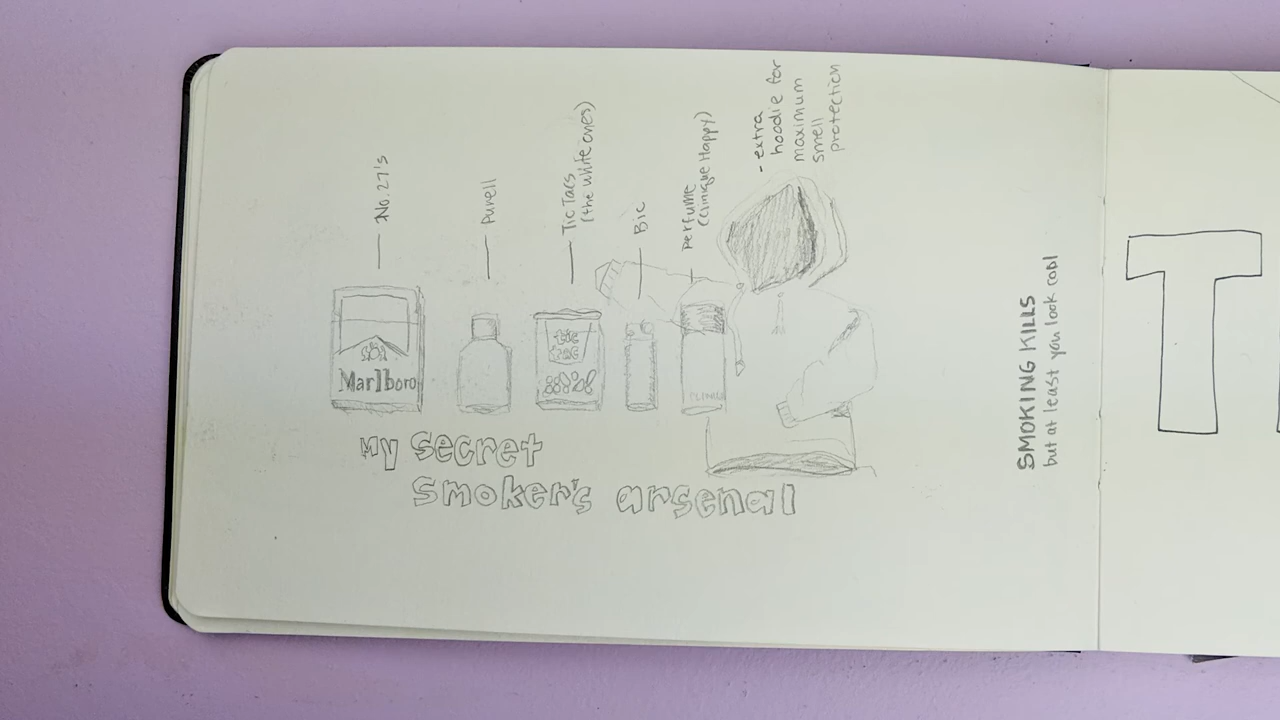 No. 27's
Purell
Tic Tacs
(the white ones)
Bic
perfume
(clinique Happy)
- extra
hoodie for
maximum
smell
protection
Marlboro
tic
tac
CLINIQUE
My secret
smoker's arsenal
SMOKING KILLS
but at least you look cool
T